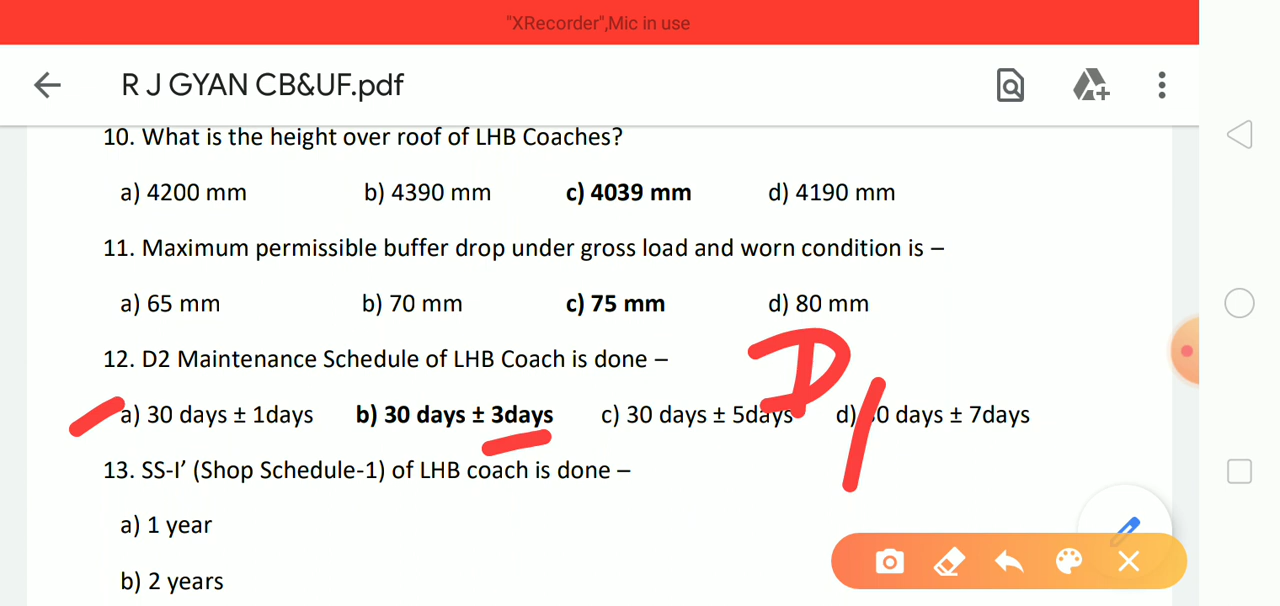 "XRecorder",Mic in use
R J GYAN CB&UF.pdf
10. What is the height over roof of LHB Coaches?
a) 4200 mm b) 4390 mm c) 4039 mm d) 4190 mm
11. Maximum permissible buffer drop under gross load and worn condition is –
a) 65 mm b) 70 mm c) 75 mm d) 80 mm
12. D2 Maintenance Schedule of LHB Coach is done –
D1
a) 30 days ± 1days b) 30 days ± 3days c) 30 days ± 5days d) 0 days ± 7days
13. SS-I’ (Shop Schedule-1) of LHB coach is done –
a) 1 year
b) 2 years